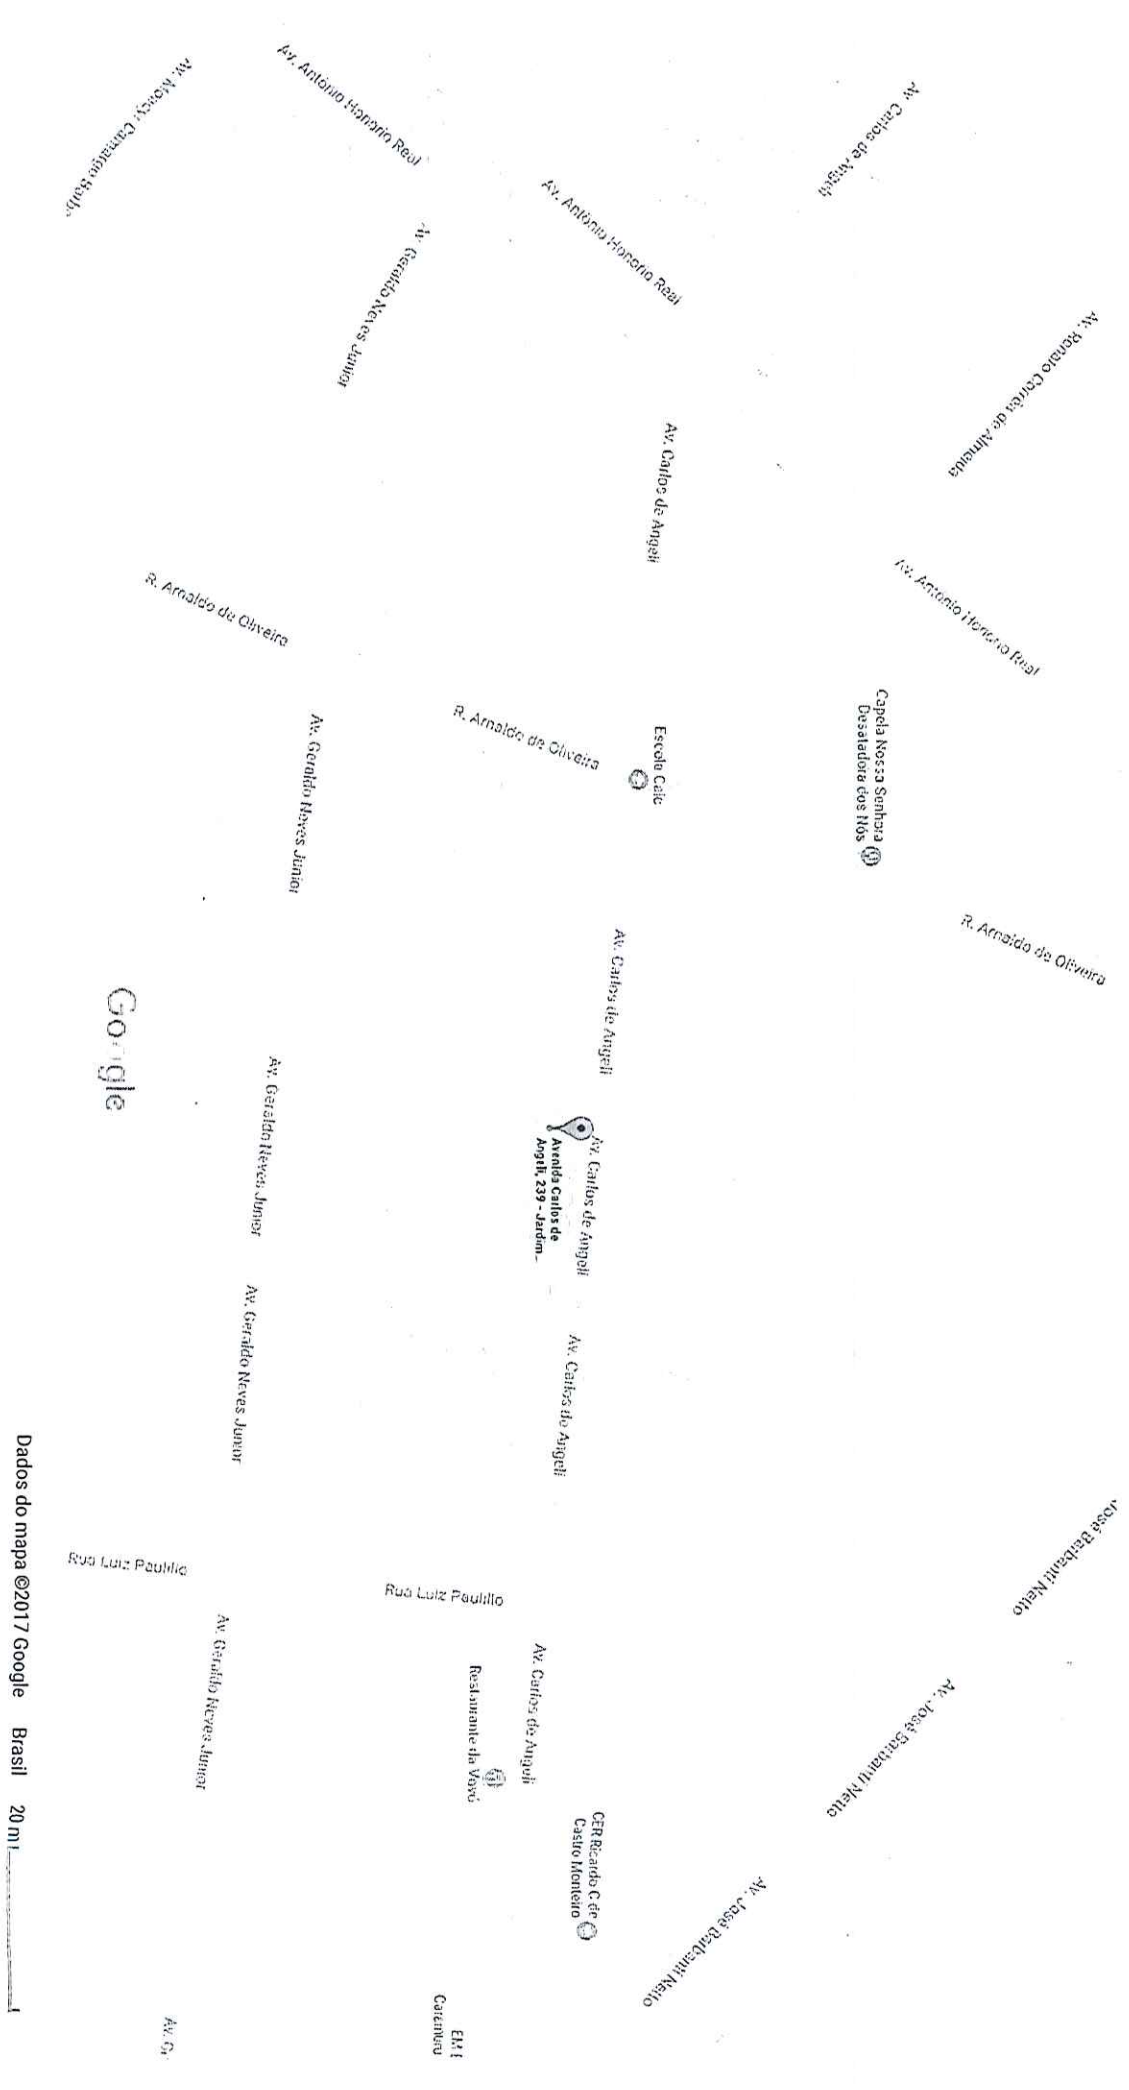 Av. Antônio Honório Real
Av. Carlos de Angeli
Av. Antônio Honório Real
Av. Geraldo Neves Junior
Av. Renato Corrêa de Almeida
Av. Carlos de Angeli
Av. Antonio Honorio Real
R. Arnaldo de Oliveira
Capela Nossa Senhora
Desatadora dos Nós
R. Arnaldo de Oliveira
Escola Caic
Av. Geraldo Neves Junior
R. Arnaldo de Oliveira
Av. Carlos de Angeli
Google
Av. Geraldo Neves Junior
Av. Carlos de Angeli
Avenida Carlos de
Angeli, 239 - Jardim...
Av. Geraldo Neves Junior
Av. Carlos de Angeli
José Barbanti Netto
Rua Luiz Paulillo
Rua Luiz Paulillo
Av. Geraldo Neves Junior
Av. Carlos de Angeli
Restaurante da Vovó
Av. José Barbanti Netto
CER Ricardo C de
Castro Monteiro
Av. José Barbanti Netto
Caramuru
Dados do mapa ©2017 Google Brasil 20 m